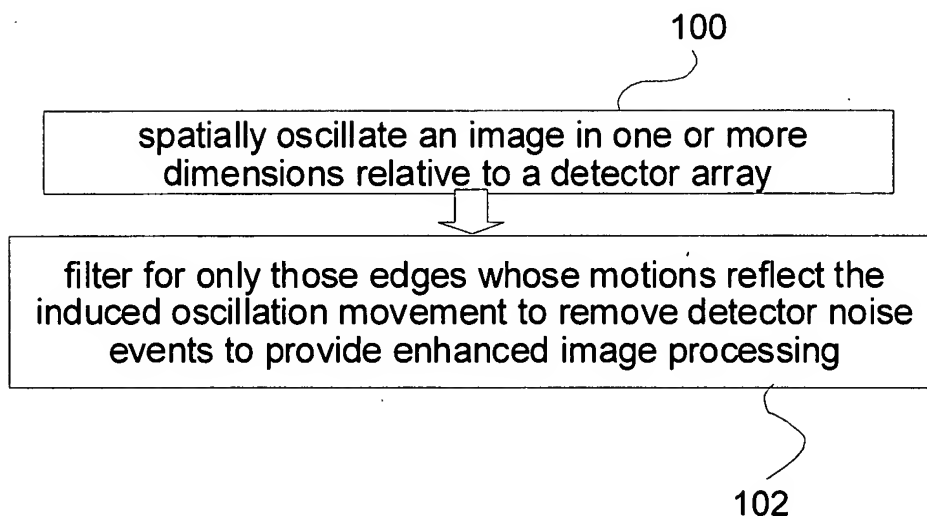 100
spatially oscillate an image in one or more
dimensions relative to a detector array
filter for only those edges whose motions reflect the
induced oscillation movement to remove detector noise
events to provide enhanced image processing
102